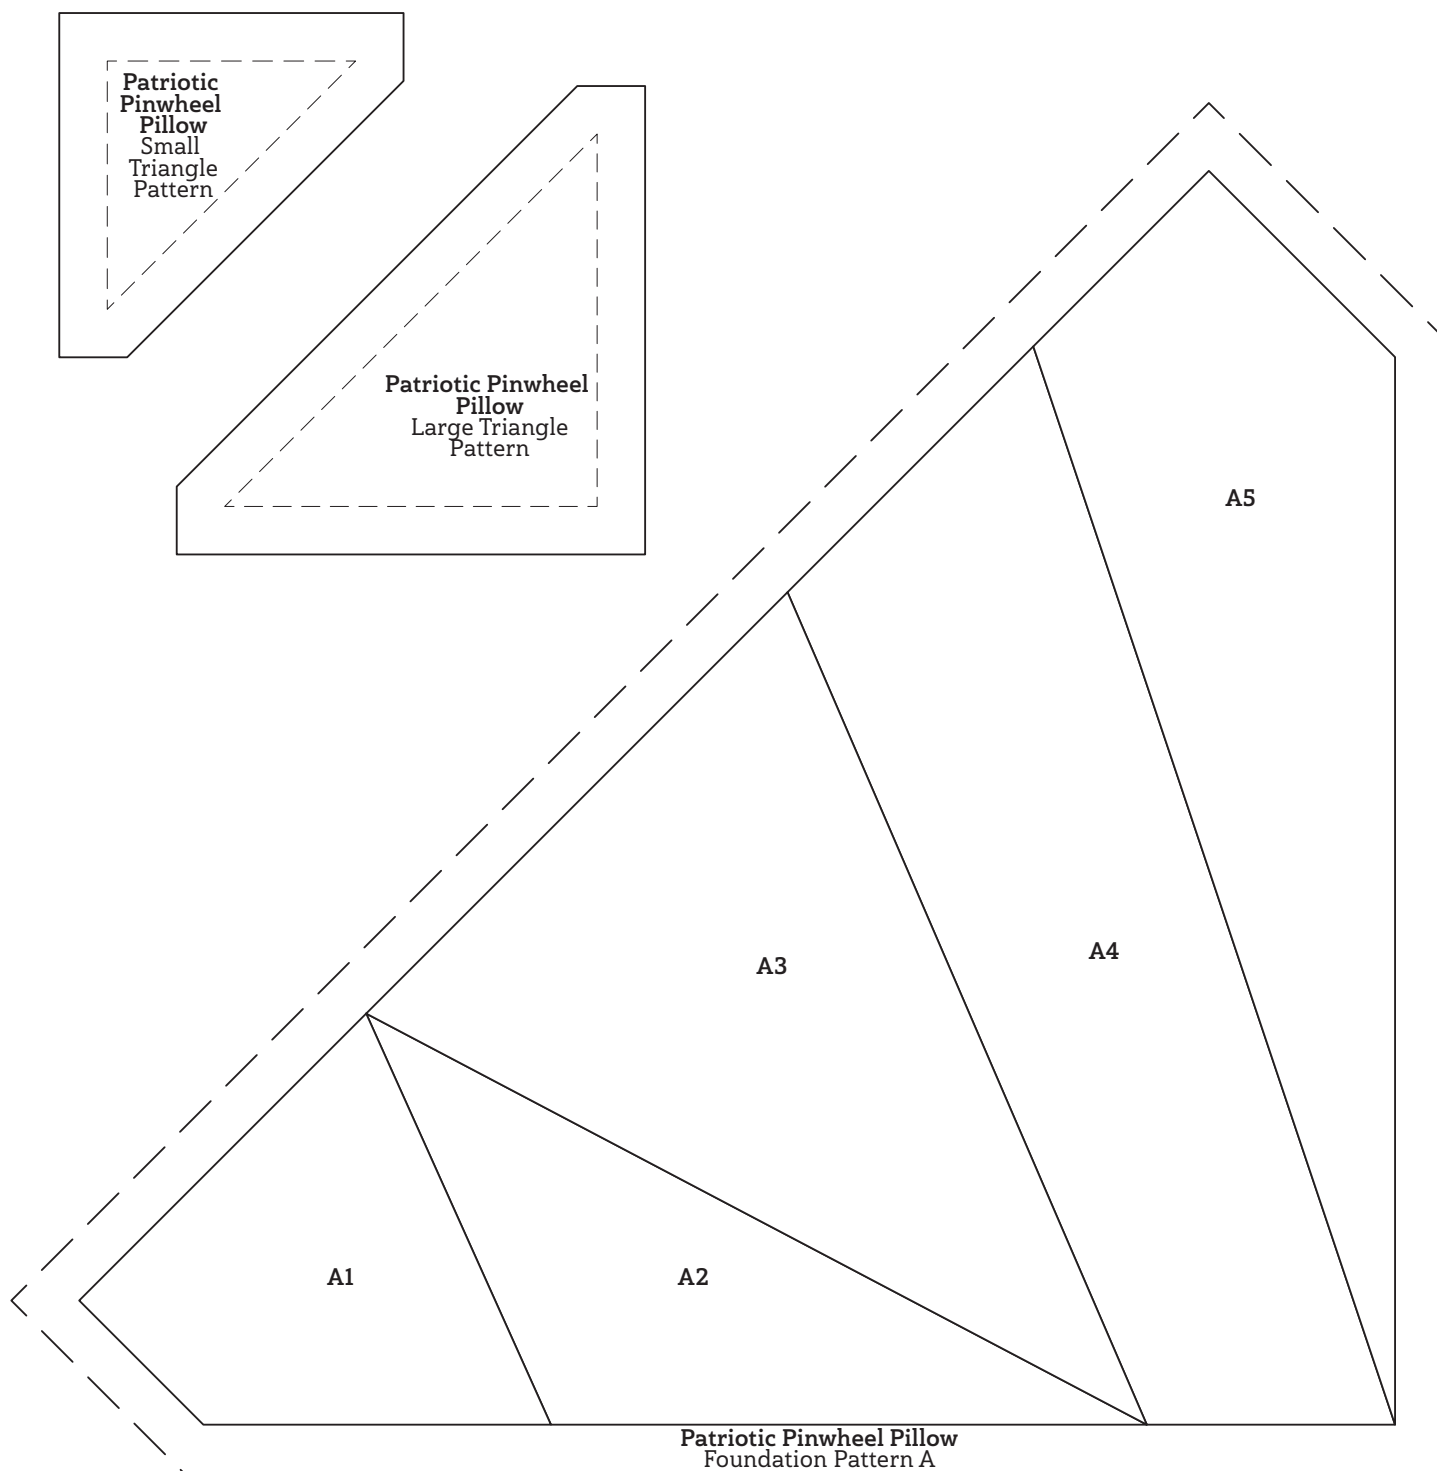 Patriotic
Pinwheel
Pillow
Small
Triangle
Pattern
Patriotic Pinwheel
Pillow
Large Triangle
Pattern
A5
A3
A4
A1
A2
Patriotic Pinwheel Pillow
Foundation Pattern A